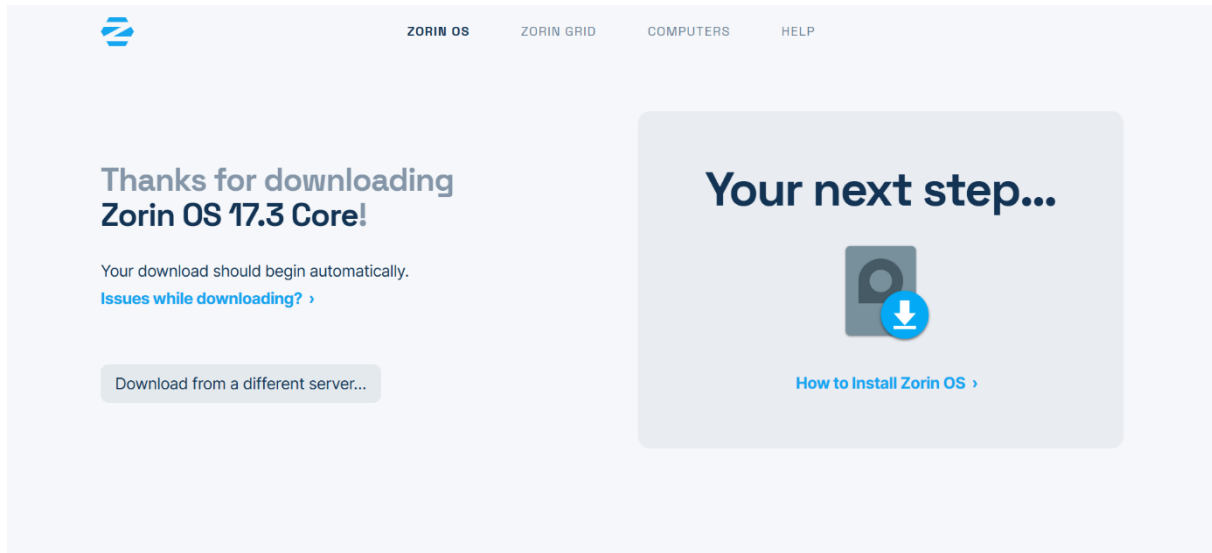 ZORIN OS
ZORIN GRID
COMPUTERS
HELP
Thanks for downloading
Zorin OS 17.3 Core!
Your download should begin automatically.
Issues while downloading? ›
Download from a different server...
Your next step...
How to Install Zorin OS ›